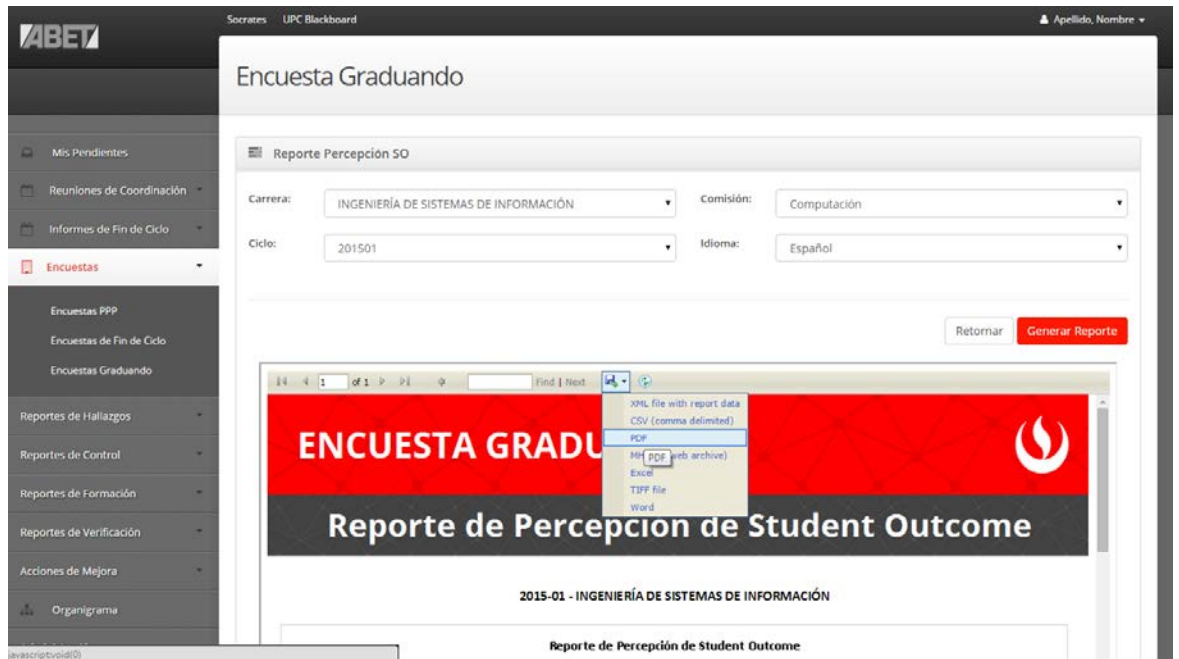 ABET
Socrates UPC Blackboard
Apellido, Nombre
Encuesta Graduando
Mis Pendientes
Reuniones de Coordinación
Informes de Fin de Ciclo
Encuestas
Encuestas PPP
Encuestas de Fin de Ciclo
Encuestas Graduando
Reportes de Hallazgos
Reportes de Control
Reportes de Formación
Reportes de Verificación
Acciones de Mejora
Organigrama
javascript:void(0)
Reporte Percepción SO
Carrera: INGENIERÍA DE SISTEMAS DE INFORMACIÓN Comisión: Computación
Ciclo: 201501 Idioma: Español
Retornar Generar Reporte
1 of 1 Find | Next
XML file with report data
CSV (comma delimited)
PDF
MH PDF web archive)
Excel
TIFF file
Word
ENCUESTA GRADU
Reporte de Percepción de Student Outcome
2015-01 - INGENIERÍA DE SISTEMAS DE INFORMACIÓN
Reporte de Percepción de Student Outcome